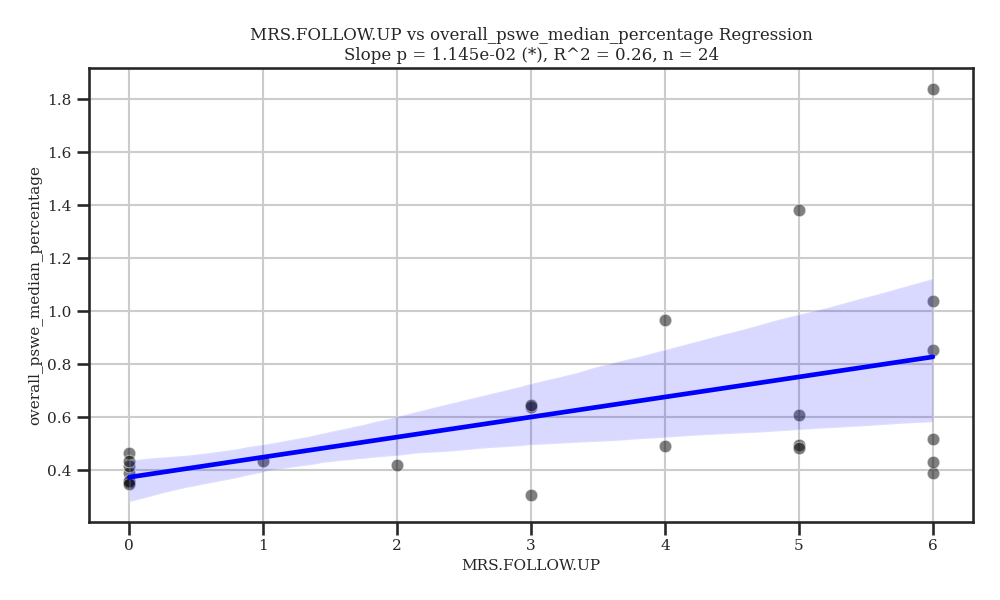 MRS.FOLLOW.UP vs overall_pswe_median_percentage Regression
Slope p = 1.145e-02 (*), R^2 = 0.26, n = 24
overall_pswe_median_percentage
1.8
1.6
1.4
1.2
1.0
0.8
0.6
0.4
0 1 2 3 4 5 6
MRS.FOLLOW.UP